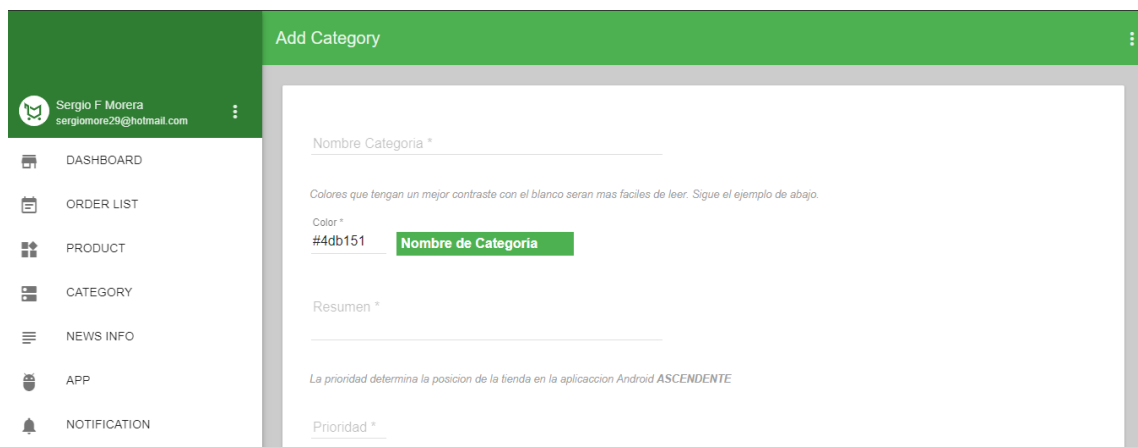 Add Category
Sergio F Morera
sergiomore29@hotmail.com
DASHBOARD
ORDER LIST
PRODUCT
CATEGORY
NEWS INFO
APP
NOTIFICATION
Nombre Categoria *
Colores que tengan un mejor contraste con el blanco seran mas faciles de leer. Sigue el ejemplo de abajo.
Color *
#4db151 Nombre de Categoria
Resumen *
La prioridad determina la posicion de la tienda en la aplicaccion Android ASCENDENTE
Prioridad *